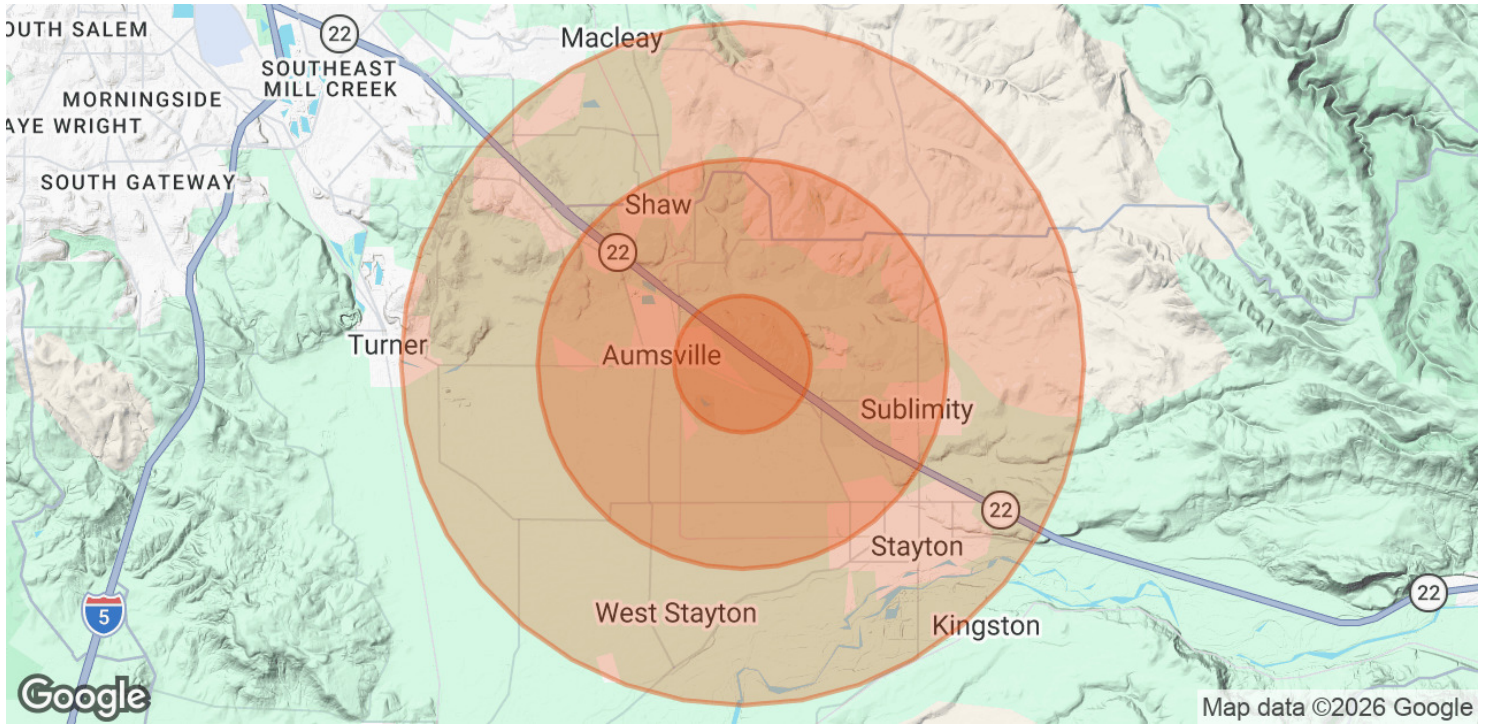 OUTH SALEM
22
Macleay
SOUTHEAST
MILL CREEK
MORNINGSIDE
AYE WRIGHT
SOUTH GATEWAY
Shaw
22
Turner
Aumsville
Sublimity
22
Stayton
West Stayton
Kingston
22
5
Google
Map data ©2026 Google